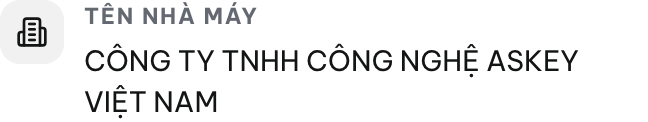 TÊN NHÀ MÁY
CÔNG TY TNHH CÔNG NGHỆ ASKEY
VIỆT NAM